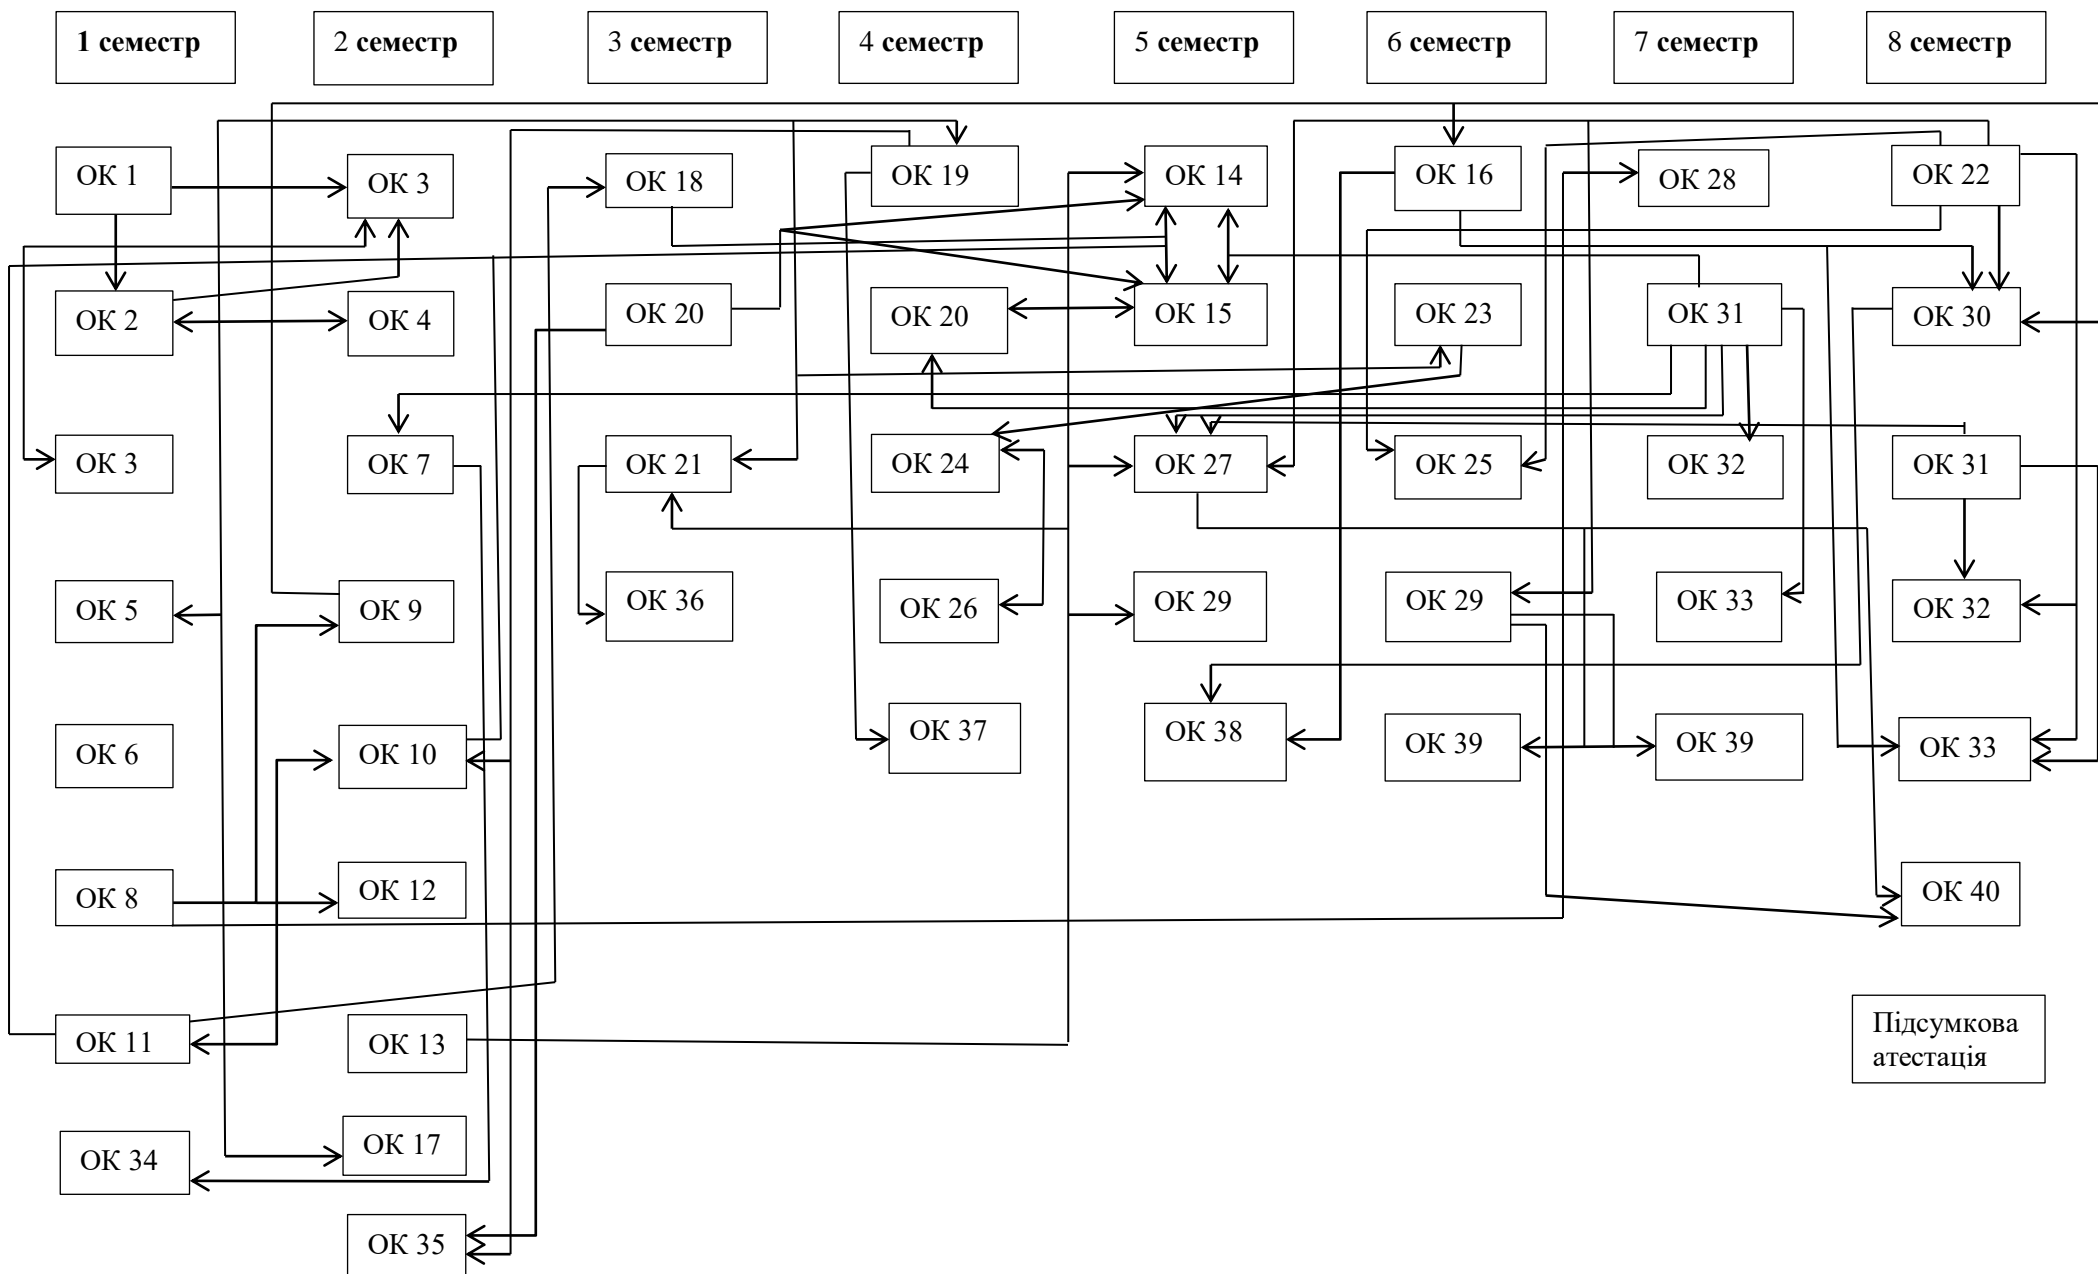 1 семестр
2 семестр
3 семестр
4 семестр
5 семестр
6 семестр
7 семестр
8 семестр
ОК 1
ОК 3
ОК 18
ОК 19
ОК 14
ОК 16
ОК 28
ОК 22
ОК 2
ОК 4
ОК 20
ОК 20
ОК 15
ОК 23
ОК 31
ОК 30
ОК 3
ОК 7
ОК 21
ОК 24
ОК 27
ОК 25
ОК 32
ОК 31
ОК 5
ОК 9
ОК 36
ОК 26
ОК 29
ОК 29
ОК 33
ОК 32
ОК 6
ОК 10
ОК 37
ОК 38
ОК 39
ОК 39
ОК 33
ОК 8
ОК 12
ОК 40
ОК 11
ОК 13
Підсумкова
атестація
ОК 34
ОК 17
ОК 35